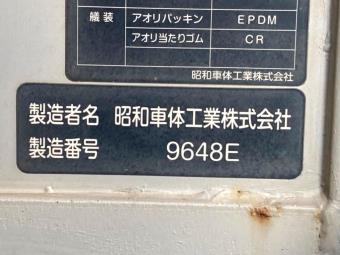 艤装 アオリパッキン EPDM
アオリ当たりゴム CR
昭和車体工業株式会社
製造者名 昭和車体工業株式会社
製造番号 9648E